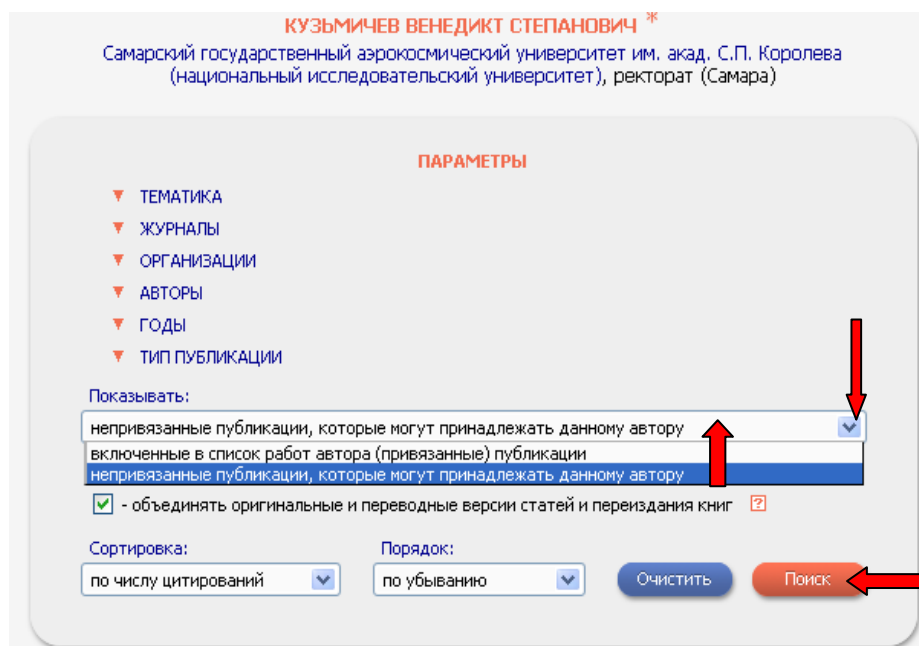 КУЗЬМИЧЕВ ВЕНЕДИКТ СТЕПАНОВИЧ *
Самарский государственный аэрокосмический университет им. акад. С.П. Королева
(национальный исследовательский университет), ректорат (Самара)
ПАРАМЕТРЫ
ТЕМАТИКА
ЖУРНАЛЫ
ОРГАНИЗАЦИИ
АВТОРЫ
ГОДЫ
ТИП ПУБЛИКАЦИИ
Показывать:
непривязанные публикации, которые могут принадлежать данному автору
включенные в список работ автора (привязанные) публикации
непривязанные публикации, которые могут принадлежать данному автору
- объединять оригинальные и переводные версии статей и переиздания книг ?
Сортировка: Порядок:
по числу цитирований по убыванию Очистить Поиск